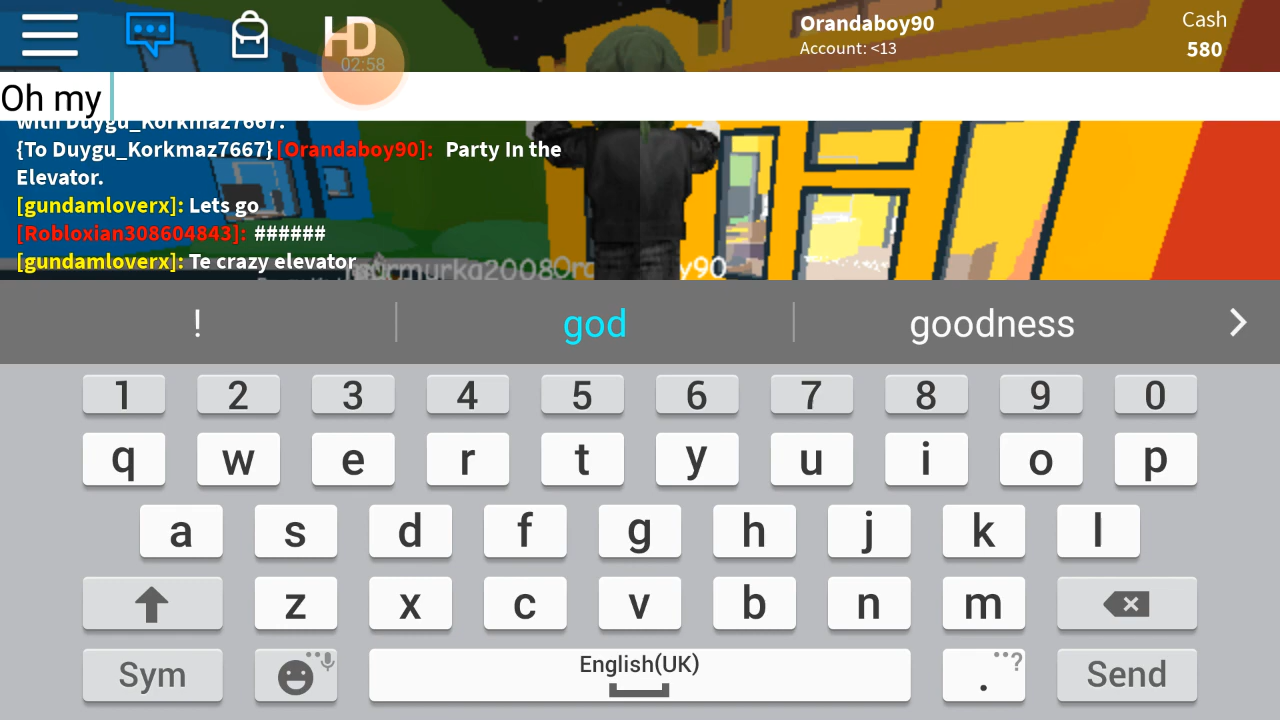 HD
02:58
Orandaboy90
Account: <13
Cash
580
Oh my
with Duygu_Korkmaz7667.
{To Duygu_Korkmaz7667} [Orandaboy90]: Party In the
Elevator.
[gundamloverx]: Lets go
[Robloxian308604843]: ######
[gundamloverx]: Te crazy elevator
! god goodness
1 2 3 4 5 6 7 8 9 0
q w e r t y u i o p
a s d f g h j k l
z x c v b n m
Sym English(UK) . ? Send